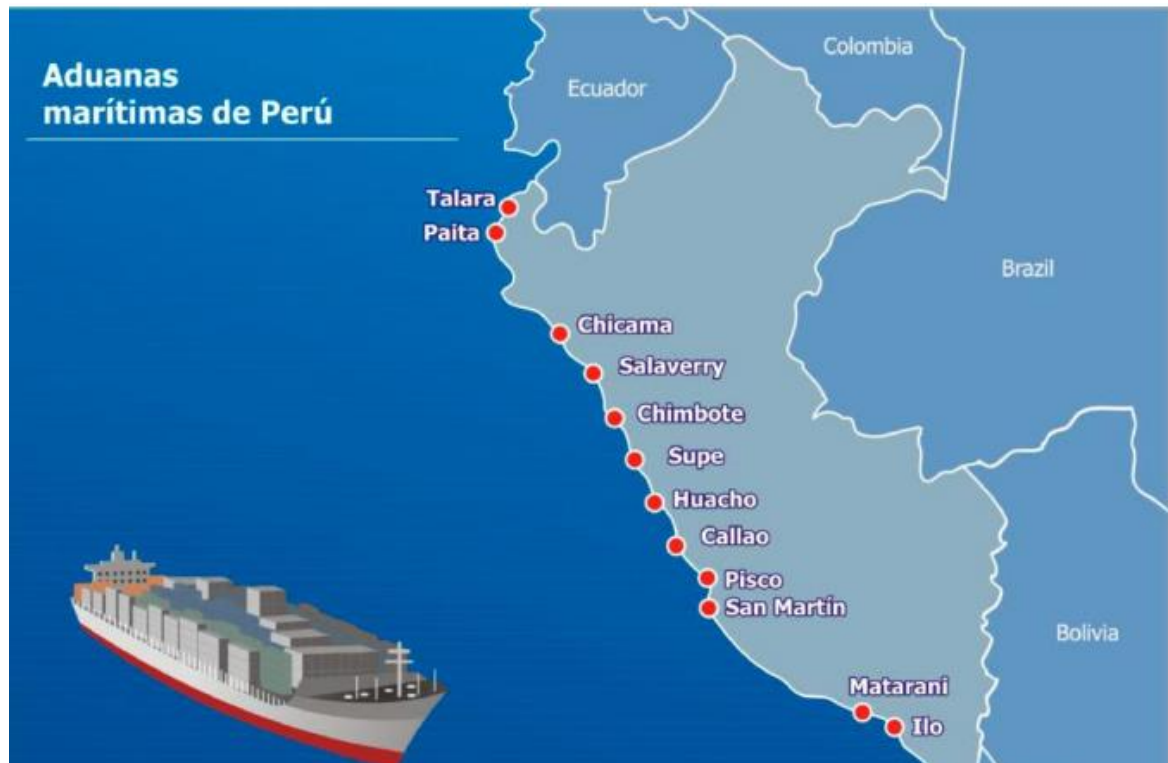 Aduanas
marítimas de Perú
Colombia
Ecuador
Talara
Paita
Brazil
Chicama
Salaverry
Chimbote
Supe
Huacho
Callao
Pisco
San Martín
Bolivia
Matarani
Ilo